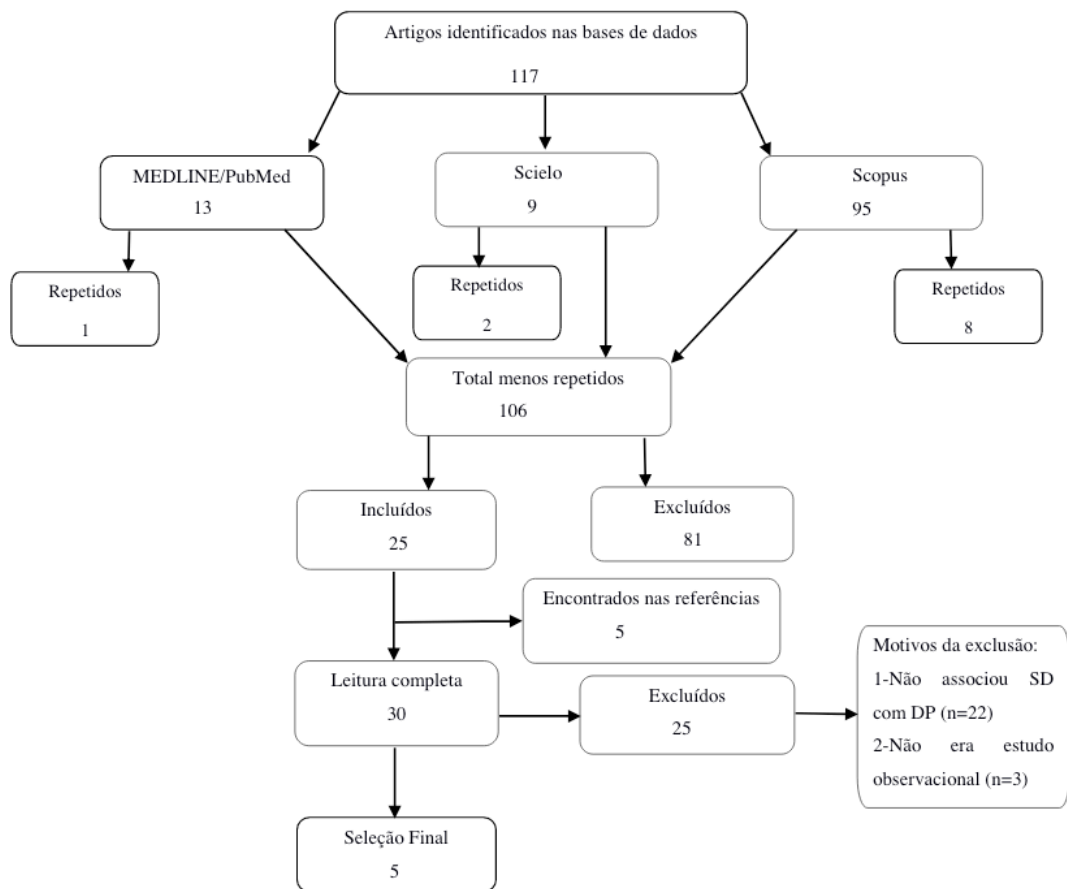 Artigos identificados nas bases de dados
117
MEDLINE/PubMed
13
Scielo
9
Scopus
95
Repetidos
1
Repetidos
2
Repetidos
8
Total menos repetidos
106
Incluídos
25
Excluídos
81
Encontrados nas referências
5
Leitura completa
30
Excluídos
25
Motivos da exclusão:
1-Não associou SD
com DP (n=22)
2-Não era estudo
observacional (n=3)
Seleção Final
5